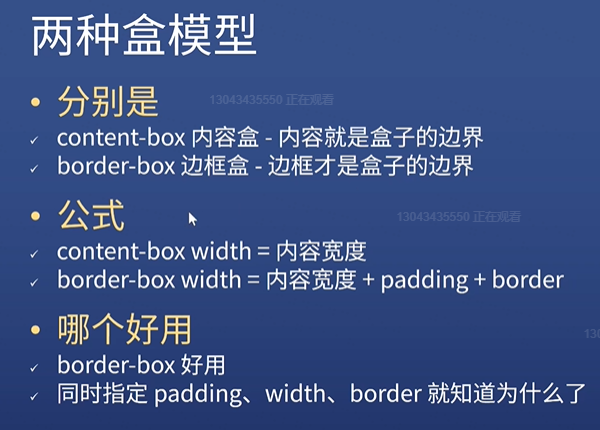 两种盒模型
• 分别是
13043435550 正在观看
✓ content-box 内容盒 - 内容就是盒子的边界
✓ border-box 边框盒 - 边框才是盒子的边界
• 公式
13043435550 正在观看
✓ content-box width = 内容宽度
✓ border-box width = 内容宽度 + padding + border
• 哪个好用
130
✓ border-box 好用
✓ 同时指定 padding、width、border 就知道为什么了